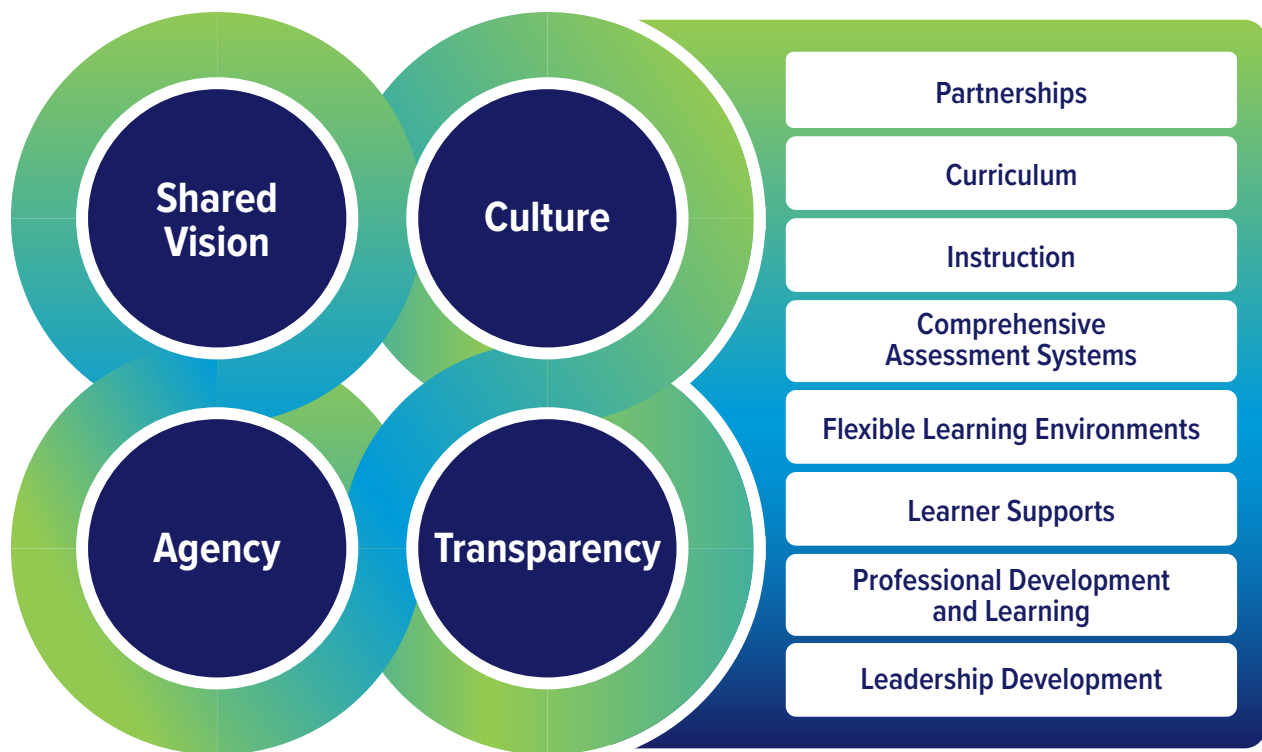 Shared
Vision
Culture
Agency
Transparency
Partnerships
Curriculum
Instruction
Comprehensive
Assessment Systems
Flexible Learning Environments
Learner Supports
Professional Development
and Learning
Leadership Development